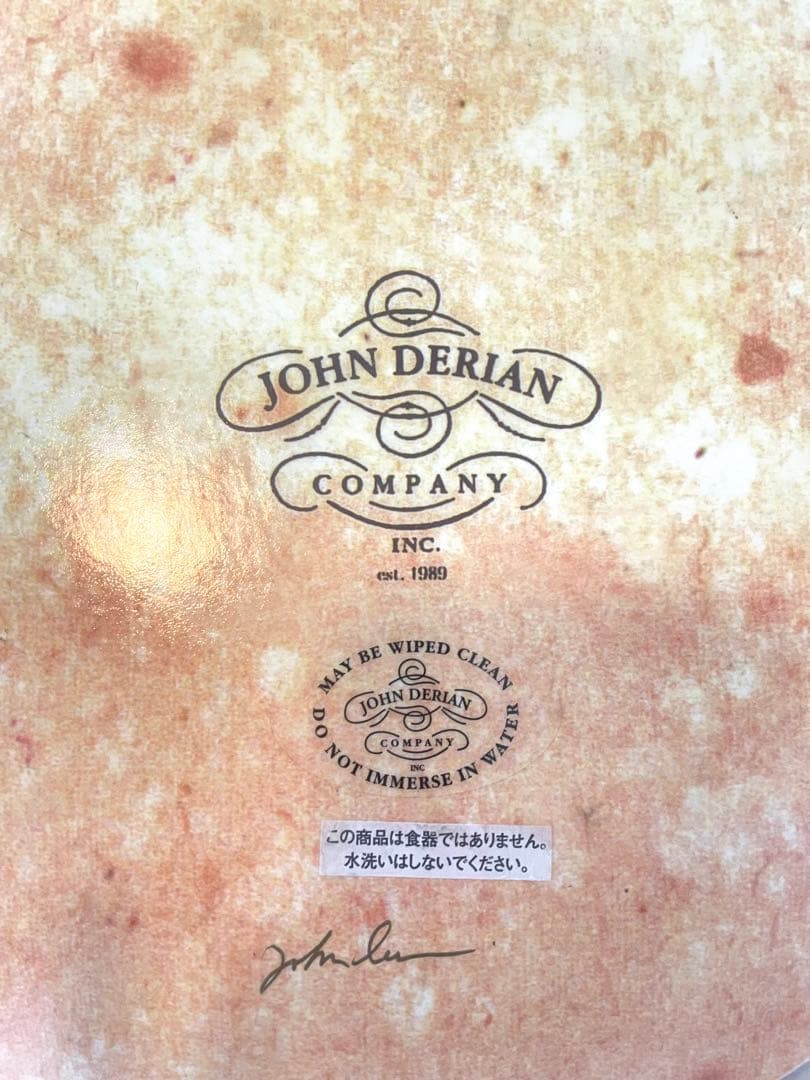 JOHN DERIAN
COMPANY
INC.
est. 1989
MAY BE WIPED CLEAN
JOHN DERIAN
COMPANY
INC
DO NOT IMMERSE IN WATER
この商品は食器ではありません。
水洗いはしないでください。